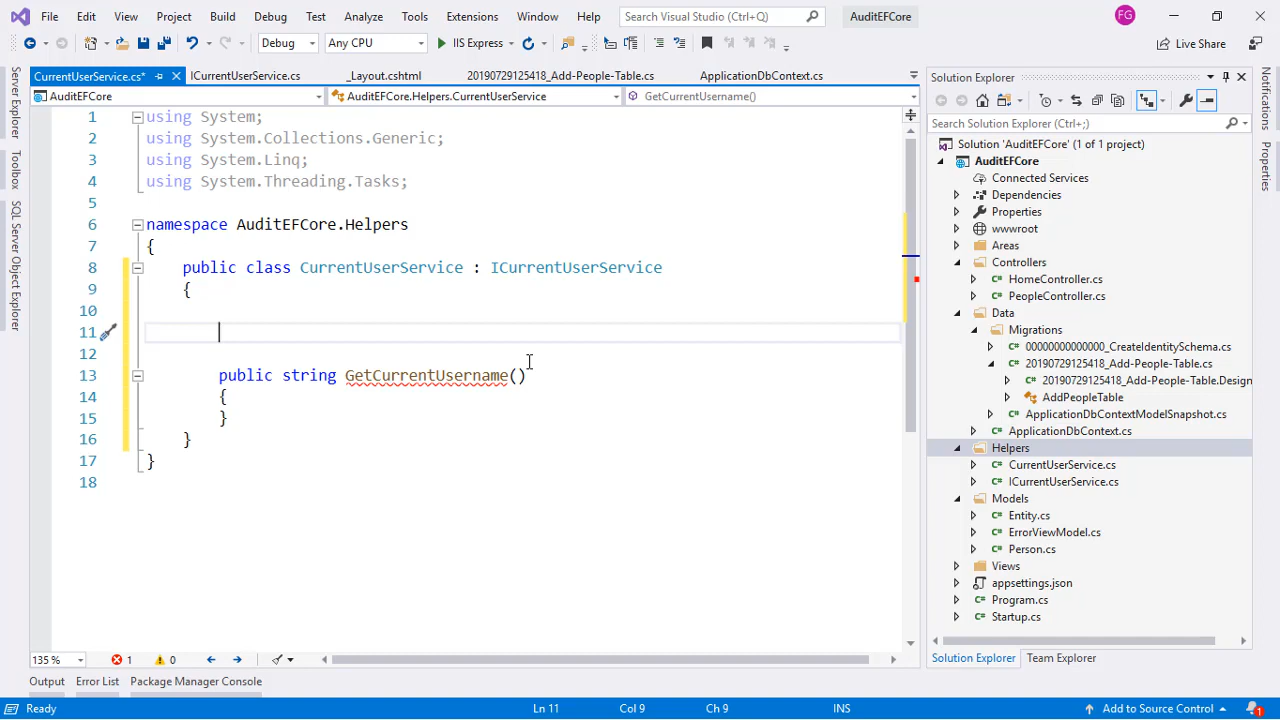 File Edit View Project Build Debug Test Analyze Tools Extensions Window Help Search Visual Studio (Ctrl+Q) AuditEFCore FG
Debug Any CPU IIS Express Live Share
CurrentUserService.cs* ICurrentUserService.cs _Layout.cshtml 20190729125418_Add-People-Table.cs ApplicationDbContext.cs
AuditEFCore AuditEFCore.Helpers.CurrentUserService GetCurrentUsername()
Server Explorer
Toolbox
SQL Server Object Explorer
1 using System;
2 using System.Collections.Generic;
3 using System.Linq;
4 using System.Threading.Tasks;
5
6 namespace AuditEFCore.Helpers
7 {
8 public class CurrentUserService : ICurrentUserService
9 {
10
11
12
13 public string GetCurrentUsername()
14 {
15 }
16 }
17 }
18
135 % 1 0
Solution Explorer
Search Solution Explorer (Ctrl+;)
Solution 'AuditEFCore' (1 of 1 project)
AuditEFCore
Connected Services
Dependencies
Properties
wwwroot
Areas
Controllers
HomeController.cs
PeopleController.cs
Data
Migrations
00000000000000_CreateIdentitySchema.cs
20190729125418_Add-People-Table.cs
20190729125418_Add-People-Table.Design
AddPeopleTable
ApplicationDbContextModelSnapshot.cs
ApplicationDbContext.cs
Helpers
CurrentUserService.cs
ICurrentUserService.cs
Models
Entity.cs
ErrorViewModel.cs
Person.cs
Views
appsettings.json
Program.cs
Startup.cs
Solution Explorer Team Explorer
Notifications
Properties
Output Error List Package Manager Console
Ready Ln 11 Col 9 Ch 9 INS Add to Source Control 1